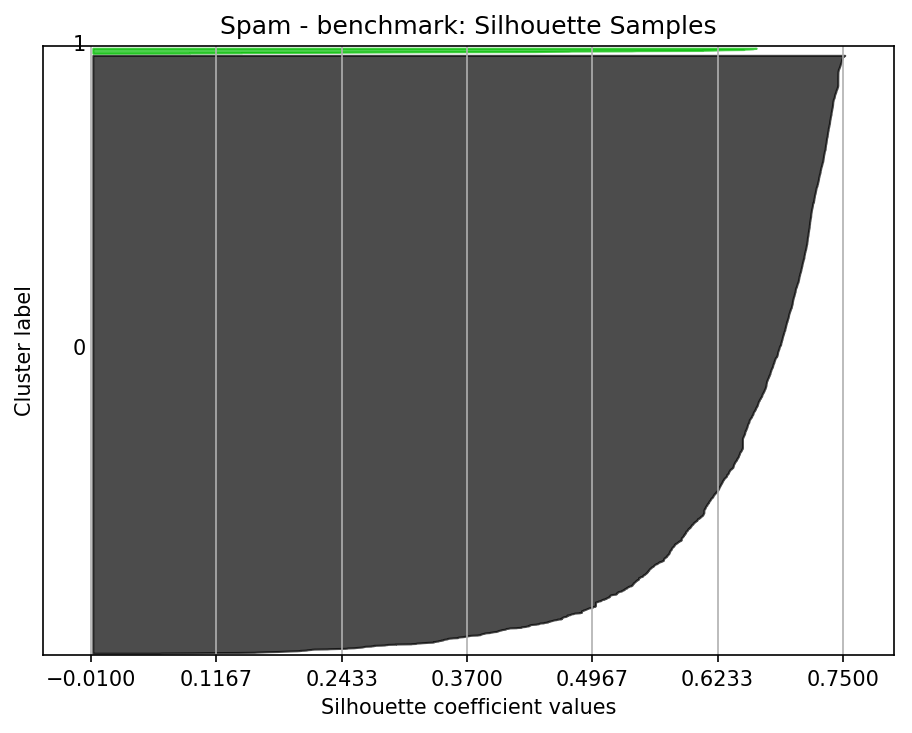 Spam - benchmark: Silhouette Samples
1
0
Cluster label
−0.0100 0.1167 0.2433 0.3700 0.4967 0.6233 0.7500
Silhouette coefficient values